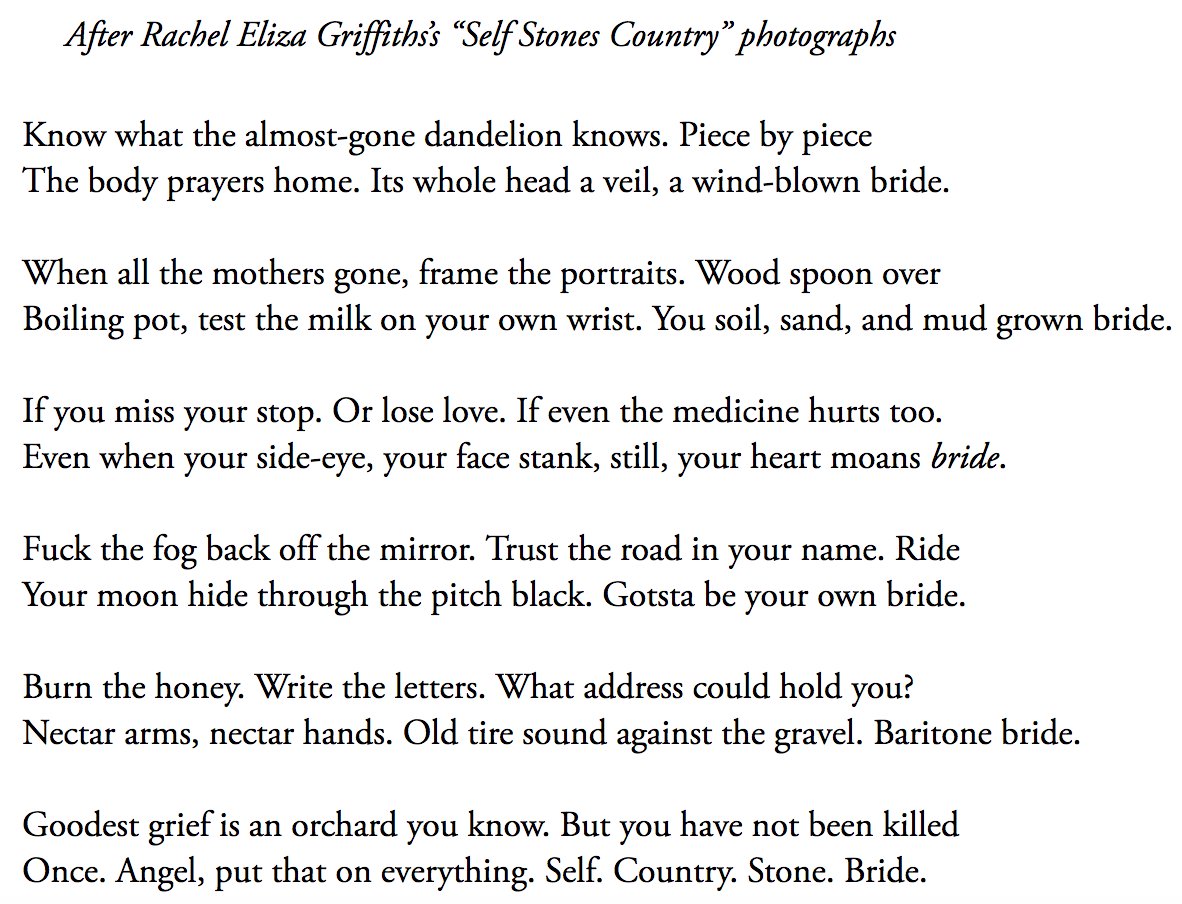 After Rachel Eliza Griffiths’s “Self Stones Country” photographs
Know what the almost-gone dandelion knows. Piece by piece
The body prayers home. Its whole head a veil, a wind-blown bride.
When all the mothers gone, frame the portraits. Wood spoon over
Boiling pot, test the milk on your own wrist. You soil, sand, and mud grown bride.
If you miss your stop. Or lose love. If even the medicine hurts too.
Even when your side-eye, your face stank, still, your heart moans bride.
Fuck the fog back off the mirror. Trust the road in your name. Ride
Your moon hide through the pitch black. Gotsta be your own bride.
Burn the honey. Write the letters. What address could hold you?
Nectar arms, nectar hands. Old tire sound against the gravel. Baritone bride.
Goodest grief is an orchard you know. But you have not been killed
Once. Angel, put that on everything. Self. Country. Stone. Bride.